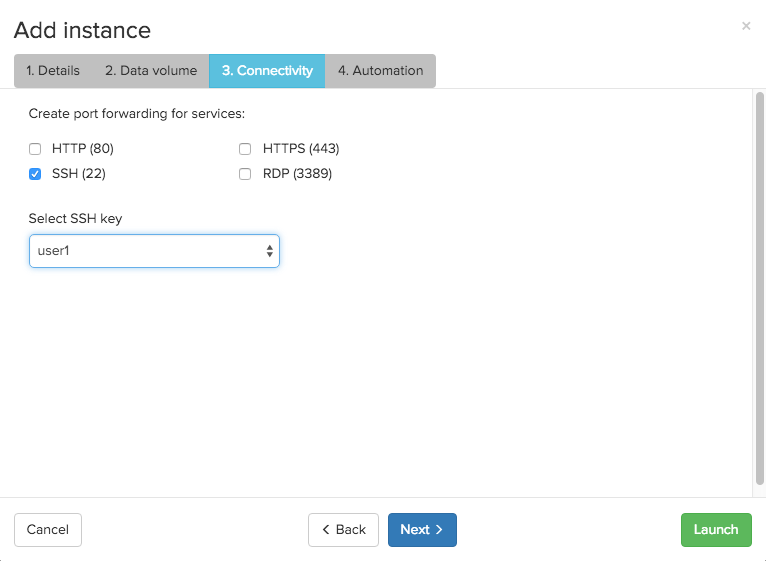 Add instance
×
1. Details 2. Data volume 3. Connectivity 4. Automation
Create port forwarding for services:
HTTP (80) HTTPS (443)
SSH (22) RDP (3389)
Select SSH key
user1
Cancel Back Next Launch